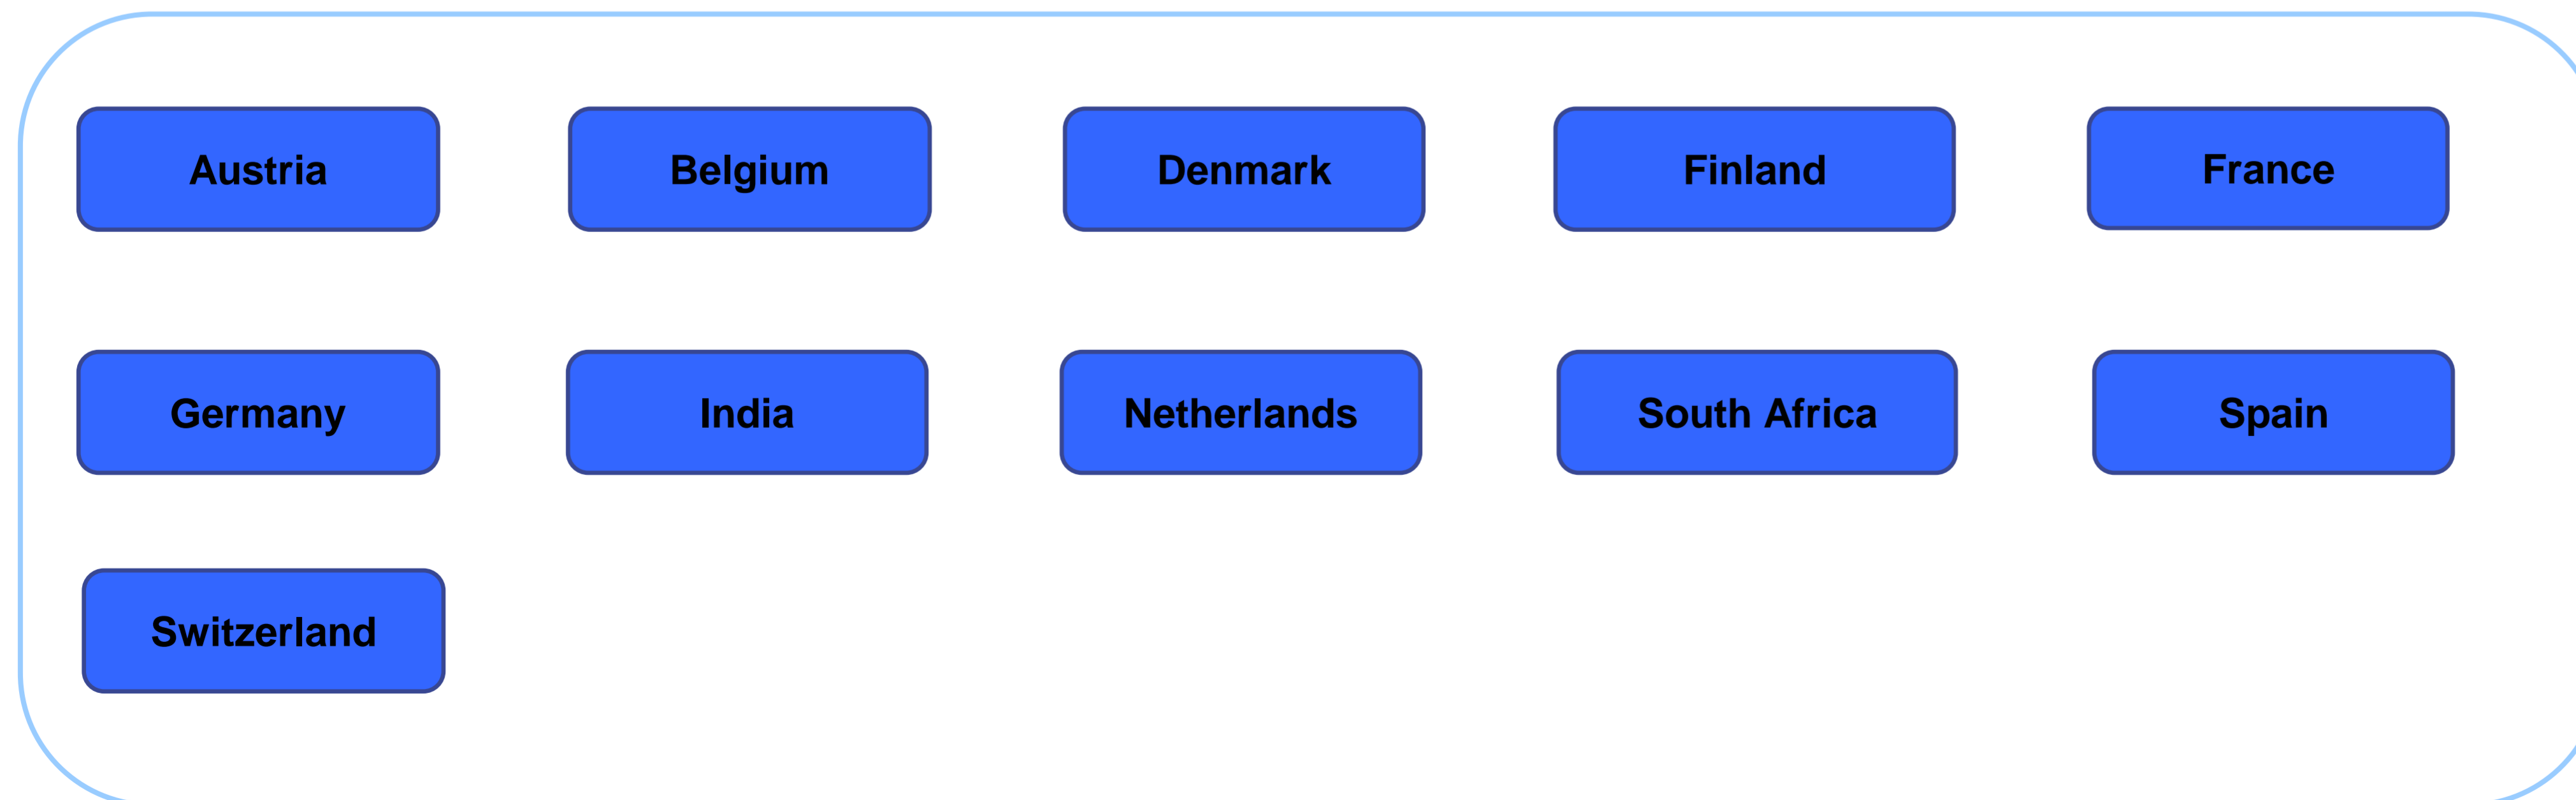 Austria
Belgium
Denmark
Finland
France
Germany
India
Netherlands
South Africa
Spain
Switzerland